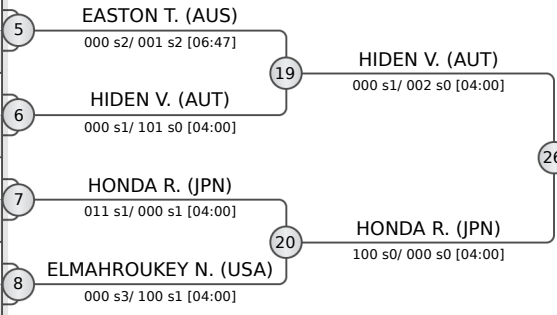 EASTON T. (AUS)
5
000 s2/ 001 s2 [06:47]
HIDEN V. (AUT)
19
000 s1/ 002 s0 [04:00]
HIDEN V. (AUT)
6
000 s1/ 101 s0 [04:00]
26
HONDA R. (JPN)
7
011 s1/ 000 s1 [04:00]
HONDA R. (JPN)
20
100 s0/ 000 s0 [04:00]
ELMAHROUKEY N. (USA)
8
000 s3/ 100 s1 [04:00]